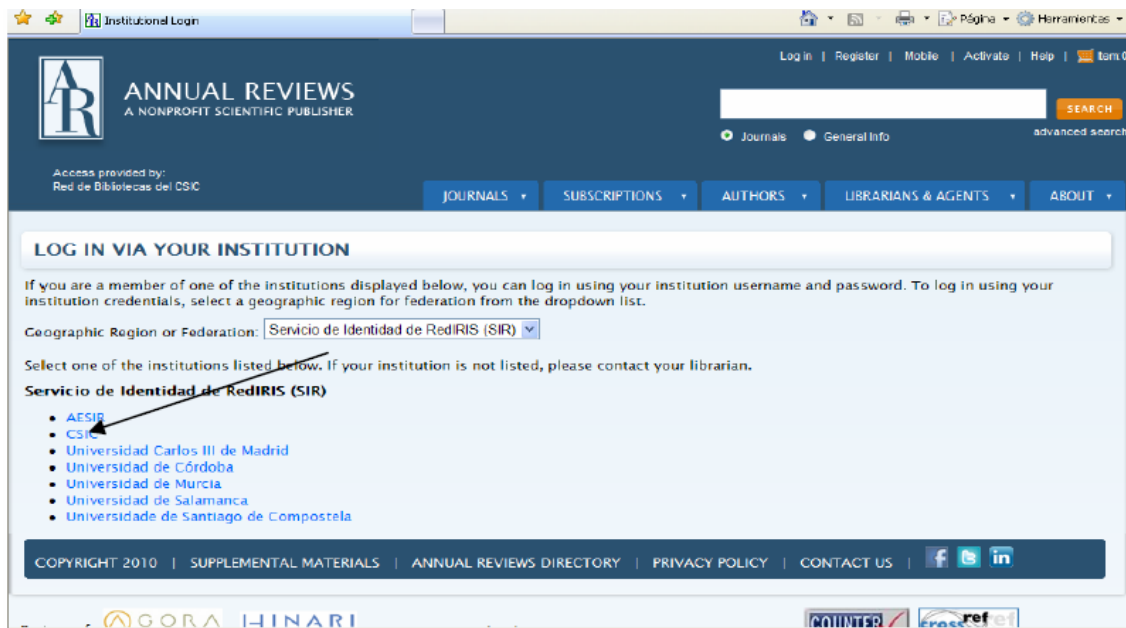 Institutional Login
Página
Herramientas
Log in | Register | Mobile | Activate | Help | item:0
ANNUAL REVIEWS
A NONPROFIT SCIENTIFIC PUBLISHER
SEARCH
Journals General Info
advanced search
Access provided by:
Red de Bibliotecas del CSIC
JOURNALS SUBSCRIPTIONS AUTHORS LIBRARIANS & AGENTS ABOUT
LOG IN VIA YOUR INSTITUTION
If you are a member of one of the institutions displayed below, you can log in using your institution username and password. To log in using your
institution credentials, select a geographic region for federation from the dropdown list.
Geographic Region or Federation: Servicio de Identidad de RedIRIS (SIR)
Select one of the institutions listed below. If your institution is not listed, please contact your librarian.
Servicio de Identidad de RedIRIS (SIR)
AESIR
CSIC
Universidad Carlos III de Madrid
Universidad de Córdoba
Universidad de Murcia
Universidad de Salamanca
Universidade de Santiago de Compostela
COPYRIGHT 2010 | SUPPLEMENTAL MATERIALS | ANNUAL REVIEWS DIRECTORY | PRIVACY POLICY | CONTACT US |
AGORA HINARI COUNTER